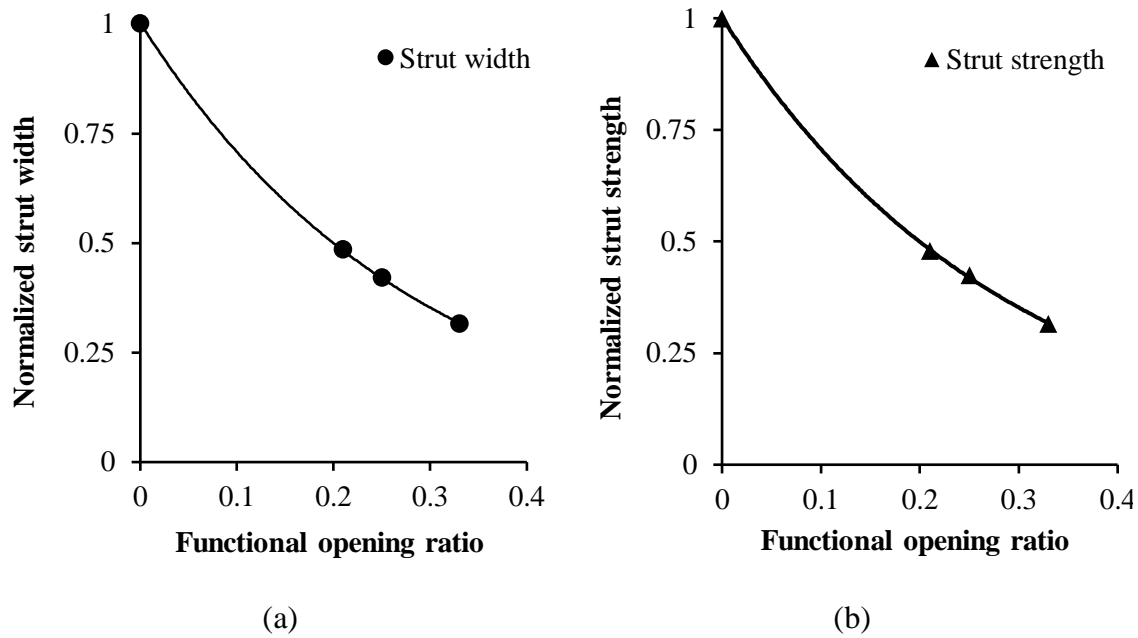 1
0.75
0.5
0.25
0
Normalized strut width
Strut width
0 0.1 0.2 0.3 0.4
Functional opening ratio
(a)
1
0.75
0.5
0.25
0
Normalized strut strength
Strut strength
0 0.1 0.2 0.3 0.4
Functional opening ratio
(b)